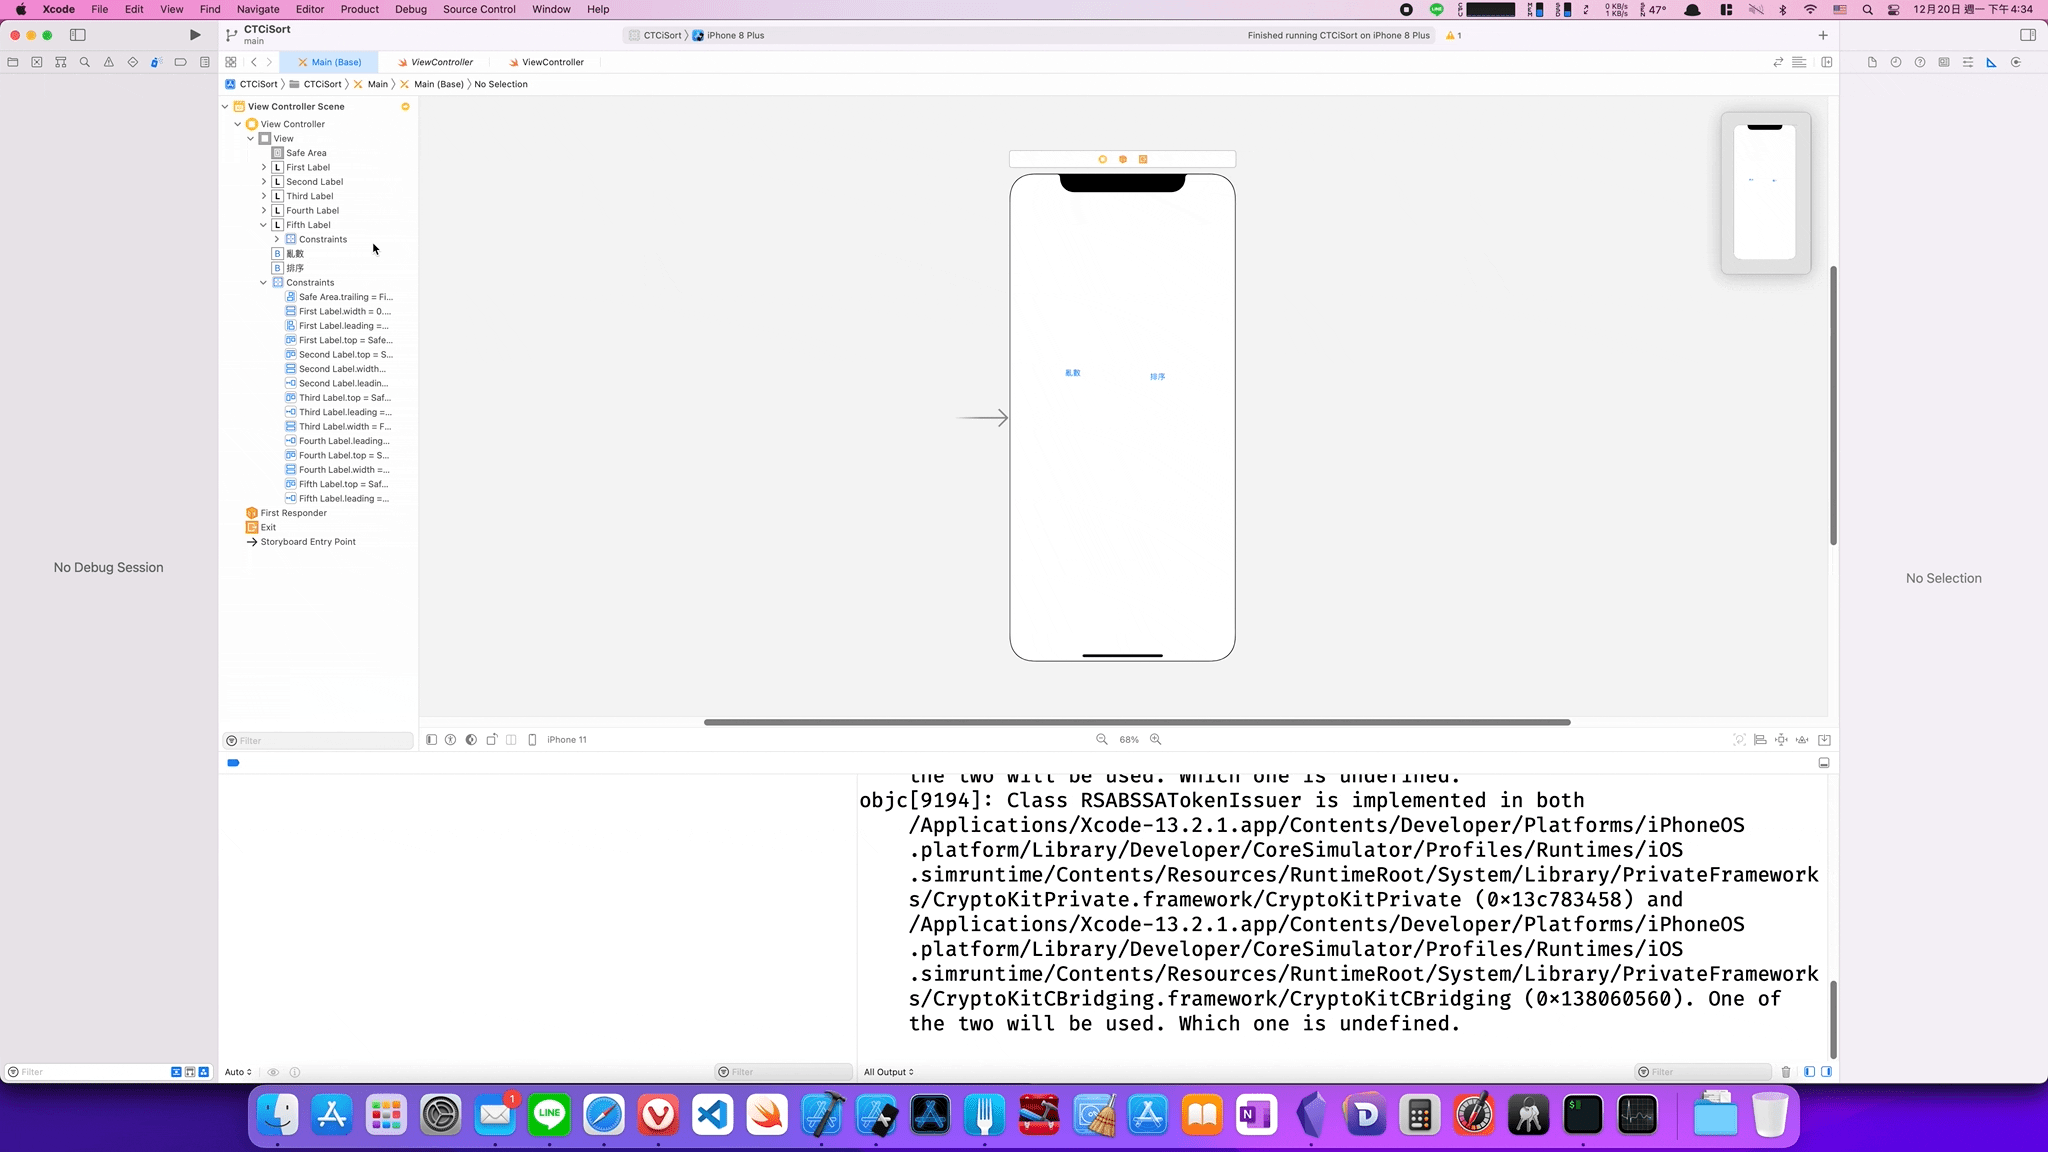 Xcode File Edit View Find Navigate Editor Product Debug Source Control Window Help
0 KB/s
1 KB/s
47°
12月20日 週一 下午4:34
CTCiSort
main
CTCiSort
iPhone 8 Plus
Finished running CTCiSort on iPhone 8 Plus
1
Main (Base)
ViewController
ViewController
CTCiSort
CTCiSort
Main
Main (Base)
No Selection
View Controller Scene
View Controller
View
Safe Area
L First Label
L Second Label
L Third Label
L Fourth Label
L Fifth Label
Constraints
B 亂數
B 排序
Constraints
Safe Area.trailing = Fi...
First Label.width = 0....
First Label.leading =...
First Label.top = Safe...
Second Label.top = S...
Second Label.width...
Second Label.leadin...
Third Label.top = Saf...
Third Label.leading =...
Third Label.width = F...
Fourth Label.leading...
Fourth Label.top = S...
Fourth Label.width =...
Fifth Label.top = Saf...
Fifth Label.leading =...
First Responder
Exit
Storyboard Entry Point
亂數
排序
No Debug Session
No Selection
Filter
iPhone 11
68%
the two will be used. Which one is undefined.
objc[9194]: Class RSABSSATokenIssuer is implemented in both
/Applications/Xcode-13.2.1.app/Contents/Developer/Platforms/iPhoneOS
.platform/Library/Developer/CoreSimulator/Profiles/Runtimes/iOS
.simruntime/Contents/Resources/RuntimeRoot/System/Library/PrivateFramework
s/CryptoKitPrivate.framework/CryptoKitPrivate (0×13c783458) and
/Applications/Xcode-13.2.1.app/Contents/Developer/Platforms/iPhoneOS
.platform/Library/Developer/CoreSimulator/Profiles/Runtimes/iOS
.simruntime/Contents/Resources/RuntimeRoot/System/Library/PrivateFramework
s/CryptoKitCBridging.framework/CryptoKitCBridging (0×138060560). One of
the two will be used. Which one is undefined.
Filter
Auto
Filter
All Output
Filter
1
LINE
N
D